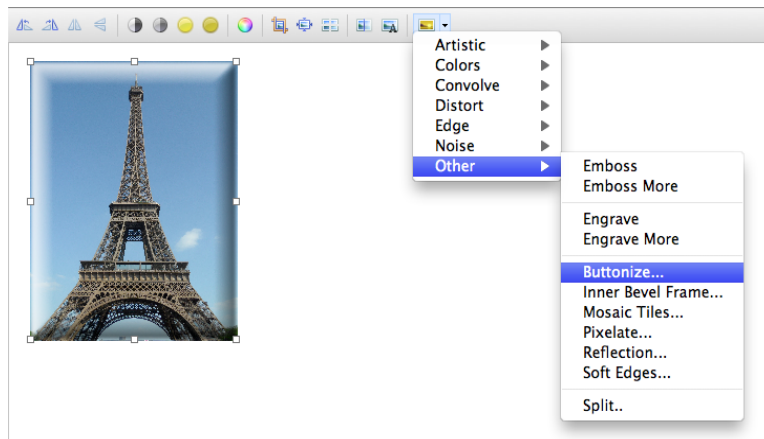 Artistic
Colors
Convolve
Distort
Edge
Noise
Other
Emboss
Emboss More
Engrave
Engrave More
Buttonize...
Inner Bevel Frame...
Mosaic Tiles...
Pixelate...
Reflection...
Soft Edges...
Split..